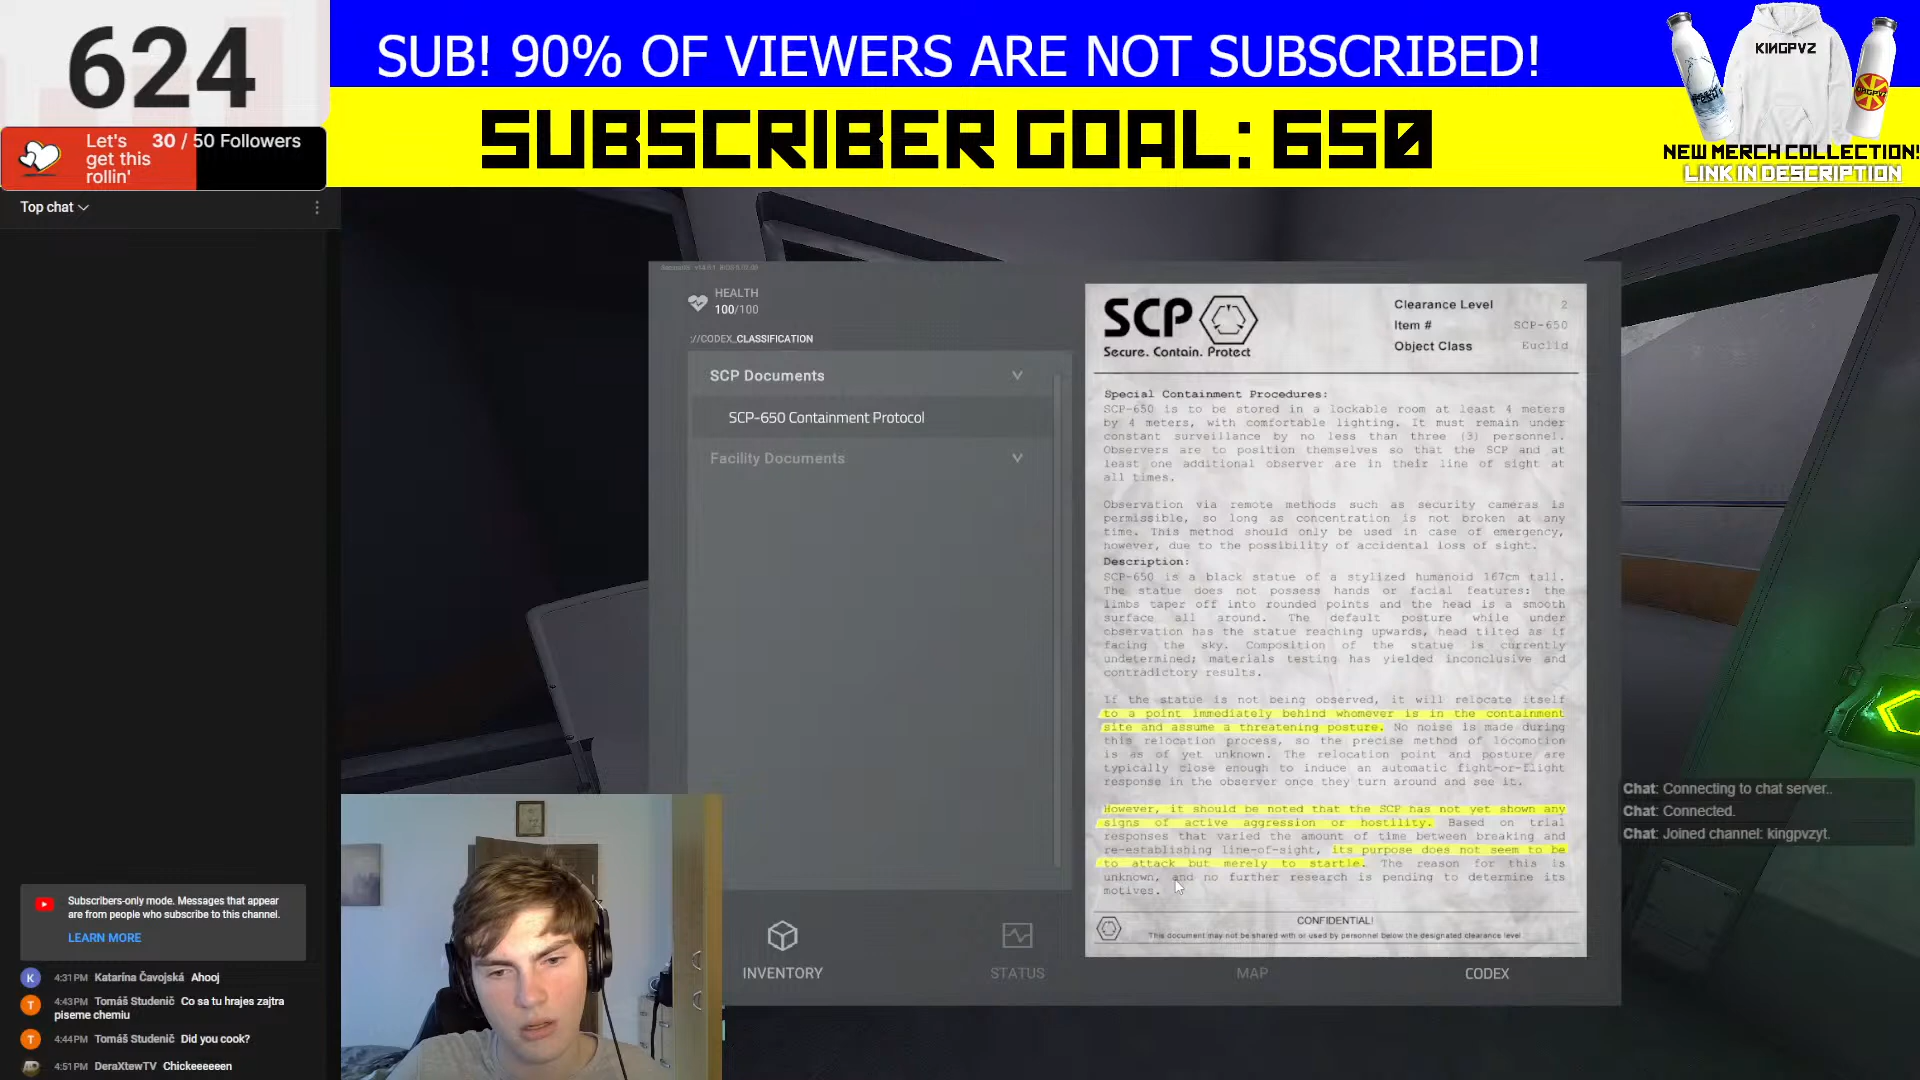 624
Let's get this rollin'
30 / 50 Followers
SUB! 90% OF VIEWERS ARE NOT SUBSCRIBED!
SUBSCRIBER GOAL: 650
KINGPVZ
NEW MERCH COLLECTION!
LINK IN DESCRIPTION
Top chat
HEALTH
100/100
://CODEX_CLASSIFICATION
SCP Documents
SCP-650 Containment Protocol
Facility Documents
SCP
Secure. Contain. Protect
Clearance Level 2
Item # SCP-650
Object Class Euclid
Special Containment Procedures:
SCP-650 is to be stored in a lockable room at least 4 meters
by 4 meters, with comfortable lighting. It must remain under
constant surveillance by no less than three (3) personnel.
Observers are to position themselves so that the SCP and at
least one additional observer are in their line of sight at
all times.
Observation via remote methods such as security cameras is
permissible, so long as concentration is not broken at any
time. This method should only be used in case of emergency,
however, due to the possibility of accidental loss of sight.
Description:
SCP-650 is a black statue of a stylized humanoid 167cm tall.
The statue does not possess hands or facial features; the
limbs taper off into rounded points and the head is a smooth
surface all around. The default posture while under
observation has the statue reaching upwards, head tilted as if
facing the sky. Composition of the statue is currently
undetermined; materials testing has yielded inconclusive and
contradictory results.
If the statue is not being observed, it will relocate itself
to a point immediately behind whomever is in the containment
site and assume a threatening posture. No noise is made during
this relocation process, so the precise method of locomotion
is as of yet unknown. The relocation point and posture are
typically close enough to induce an automatic fight-or-flight
response in the observer once they turn around and see it.
However, it should be noted that the SCP has not yet shown any
signs of active aggression or hostility. Based on trial
responses that varied the amount of time between breaking and
re-establishing line-of-sight, its purpose does not seem to be
to attack but merely to startle. The reason for this is
unknown, and no further research is pending to determine its
motives.
CONFIDENTIAL!
This document may not be shared with or used by personnel below the designated clearance level
INVENTORY
STATUS
MAP
CODEX
Chat: Connecting to chat server..
Chat: Connected.
Chat: Joined channel: kingpvzyt.
Subscribers-only mode. Messages that appear
are from people who subscribe to this channel.
LEARN MORE
K 4:31 PM Katarína Čavojská Ahooj
T 4:43 PM Tomáš Studenič Co sa tu hrajes zajtra
piseme chemiu
T 4:44 PM Tomáš Studenič Did you cook?
4:51 PM DeraXtewTV Chickeeeeen